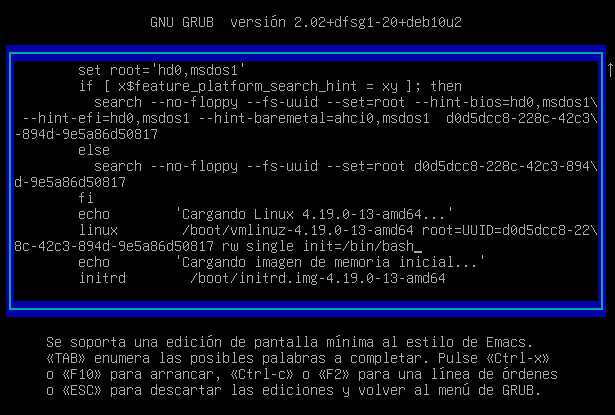 GNU GRUB  versión 2.02+dfsg1-20+deb10u2
set root='hd0,msdos1'
if [ x$feature_platform_search_hint = xy ]; then
search --no-floppy --fs-uuid --set=root --hint-bios=hd0,msdos1\
--hint-efi=hd0,msdos1 --hint-baremetal=ahci0,msdos1  d0d5dcc8-228c-42c3\
-894d-9e5a86d50817
else
search --no-floppy --fs-uuid --set=root d0d5dcc8-228c-42c3-894\
d-9e5a86d50817
fi
echo        'Cargando Linux 4.19.0-13-amd64...'
linux        /boot/vmlinuz-4.19.0-13-amd64 root=UUID=d0d5dcc8-22\
8c-42c3-894d-9e5a86d50817 rw single init=/bin/bash_
echo        'Cargando imagen de memoria inicial...'
initrd        /boot/initrd.img-4.19.0-13-amd64
Se soporta una edición de pantalla mínima al estilo de Emacs.
«TAB» enumera las posibles palabras a completar. Pulse «Ctrl-x»
o «F10» para arrancar, «Ctrl-c» o «F2» para una línea de órdenes
o «ESC» para descartar las ediciones y volver al menú de GRUB.